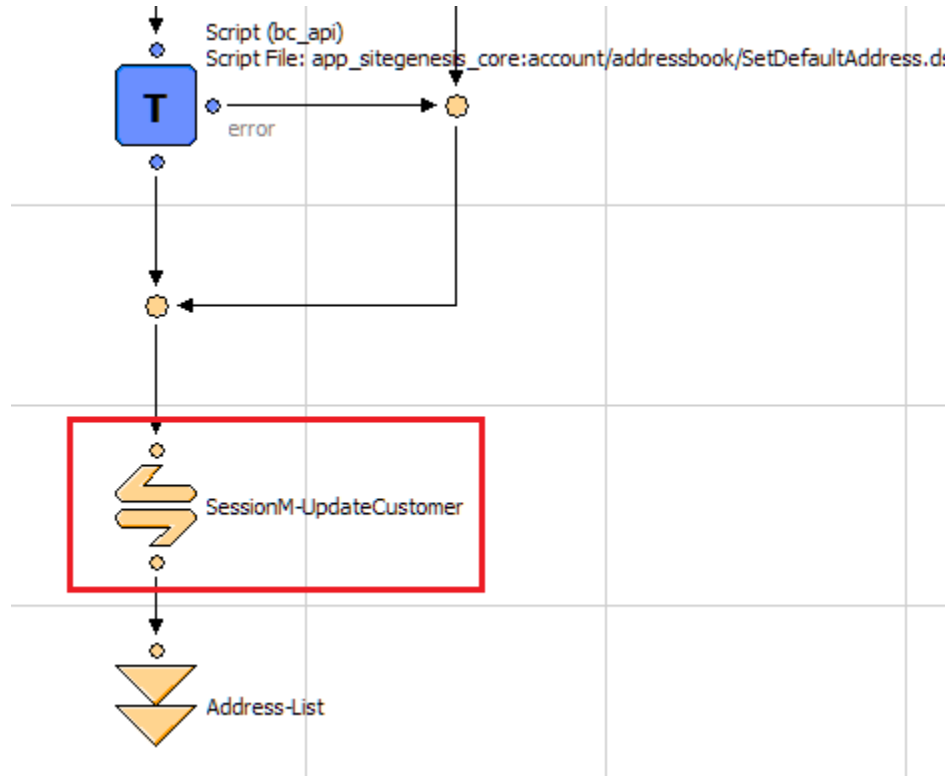 Script (bc_api)
Script File: app_sitegenesis_core:account/addressbook/SetDefaultAddress.ds
T
error
SessionM-UpdateCustomer
Address-List